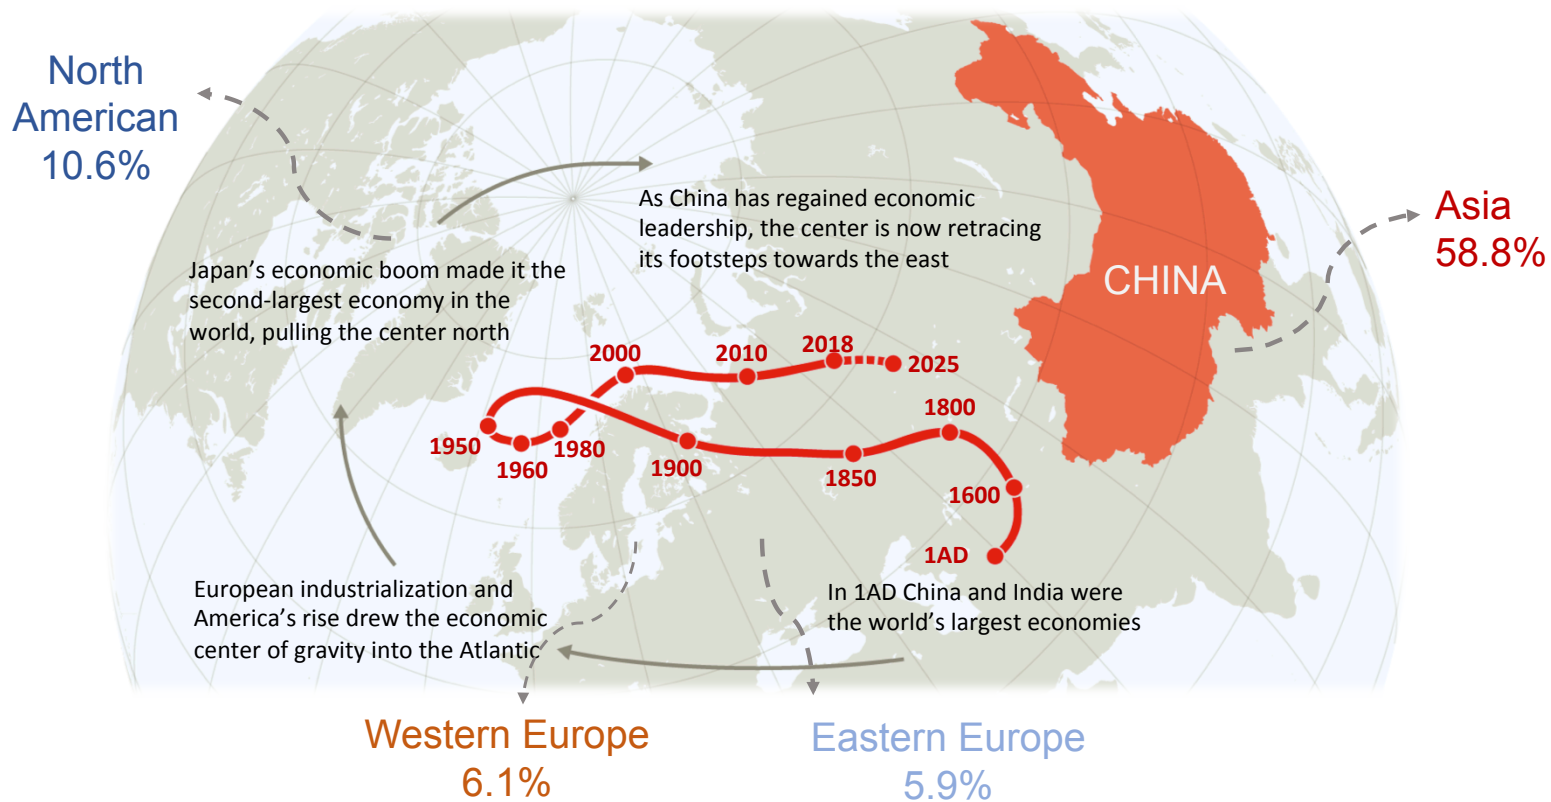 North
American
10.6%
As China has regained economic
leadership, the center is now retracing
its footsteps towards the east
Asia
58.8%
CHINA
Japan's economic boom made it the
second-largest economy in the
world, pulling the center north
2000
2010
2018
2025
1950
1960
1980
1900
1850
1800
1600
1AD
European industrialization and
America's rise drew the economic
center of gravity into the Atlantic
In 1AD China and India were
the world's largest economies
Western Europe
6.1%
Eastern Europe
5.9%